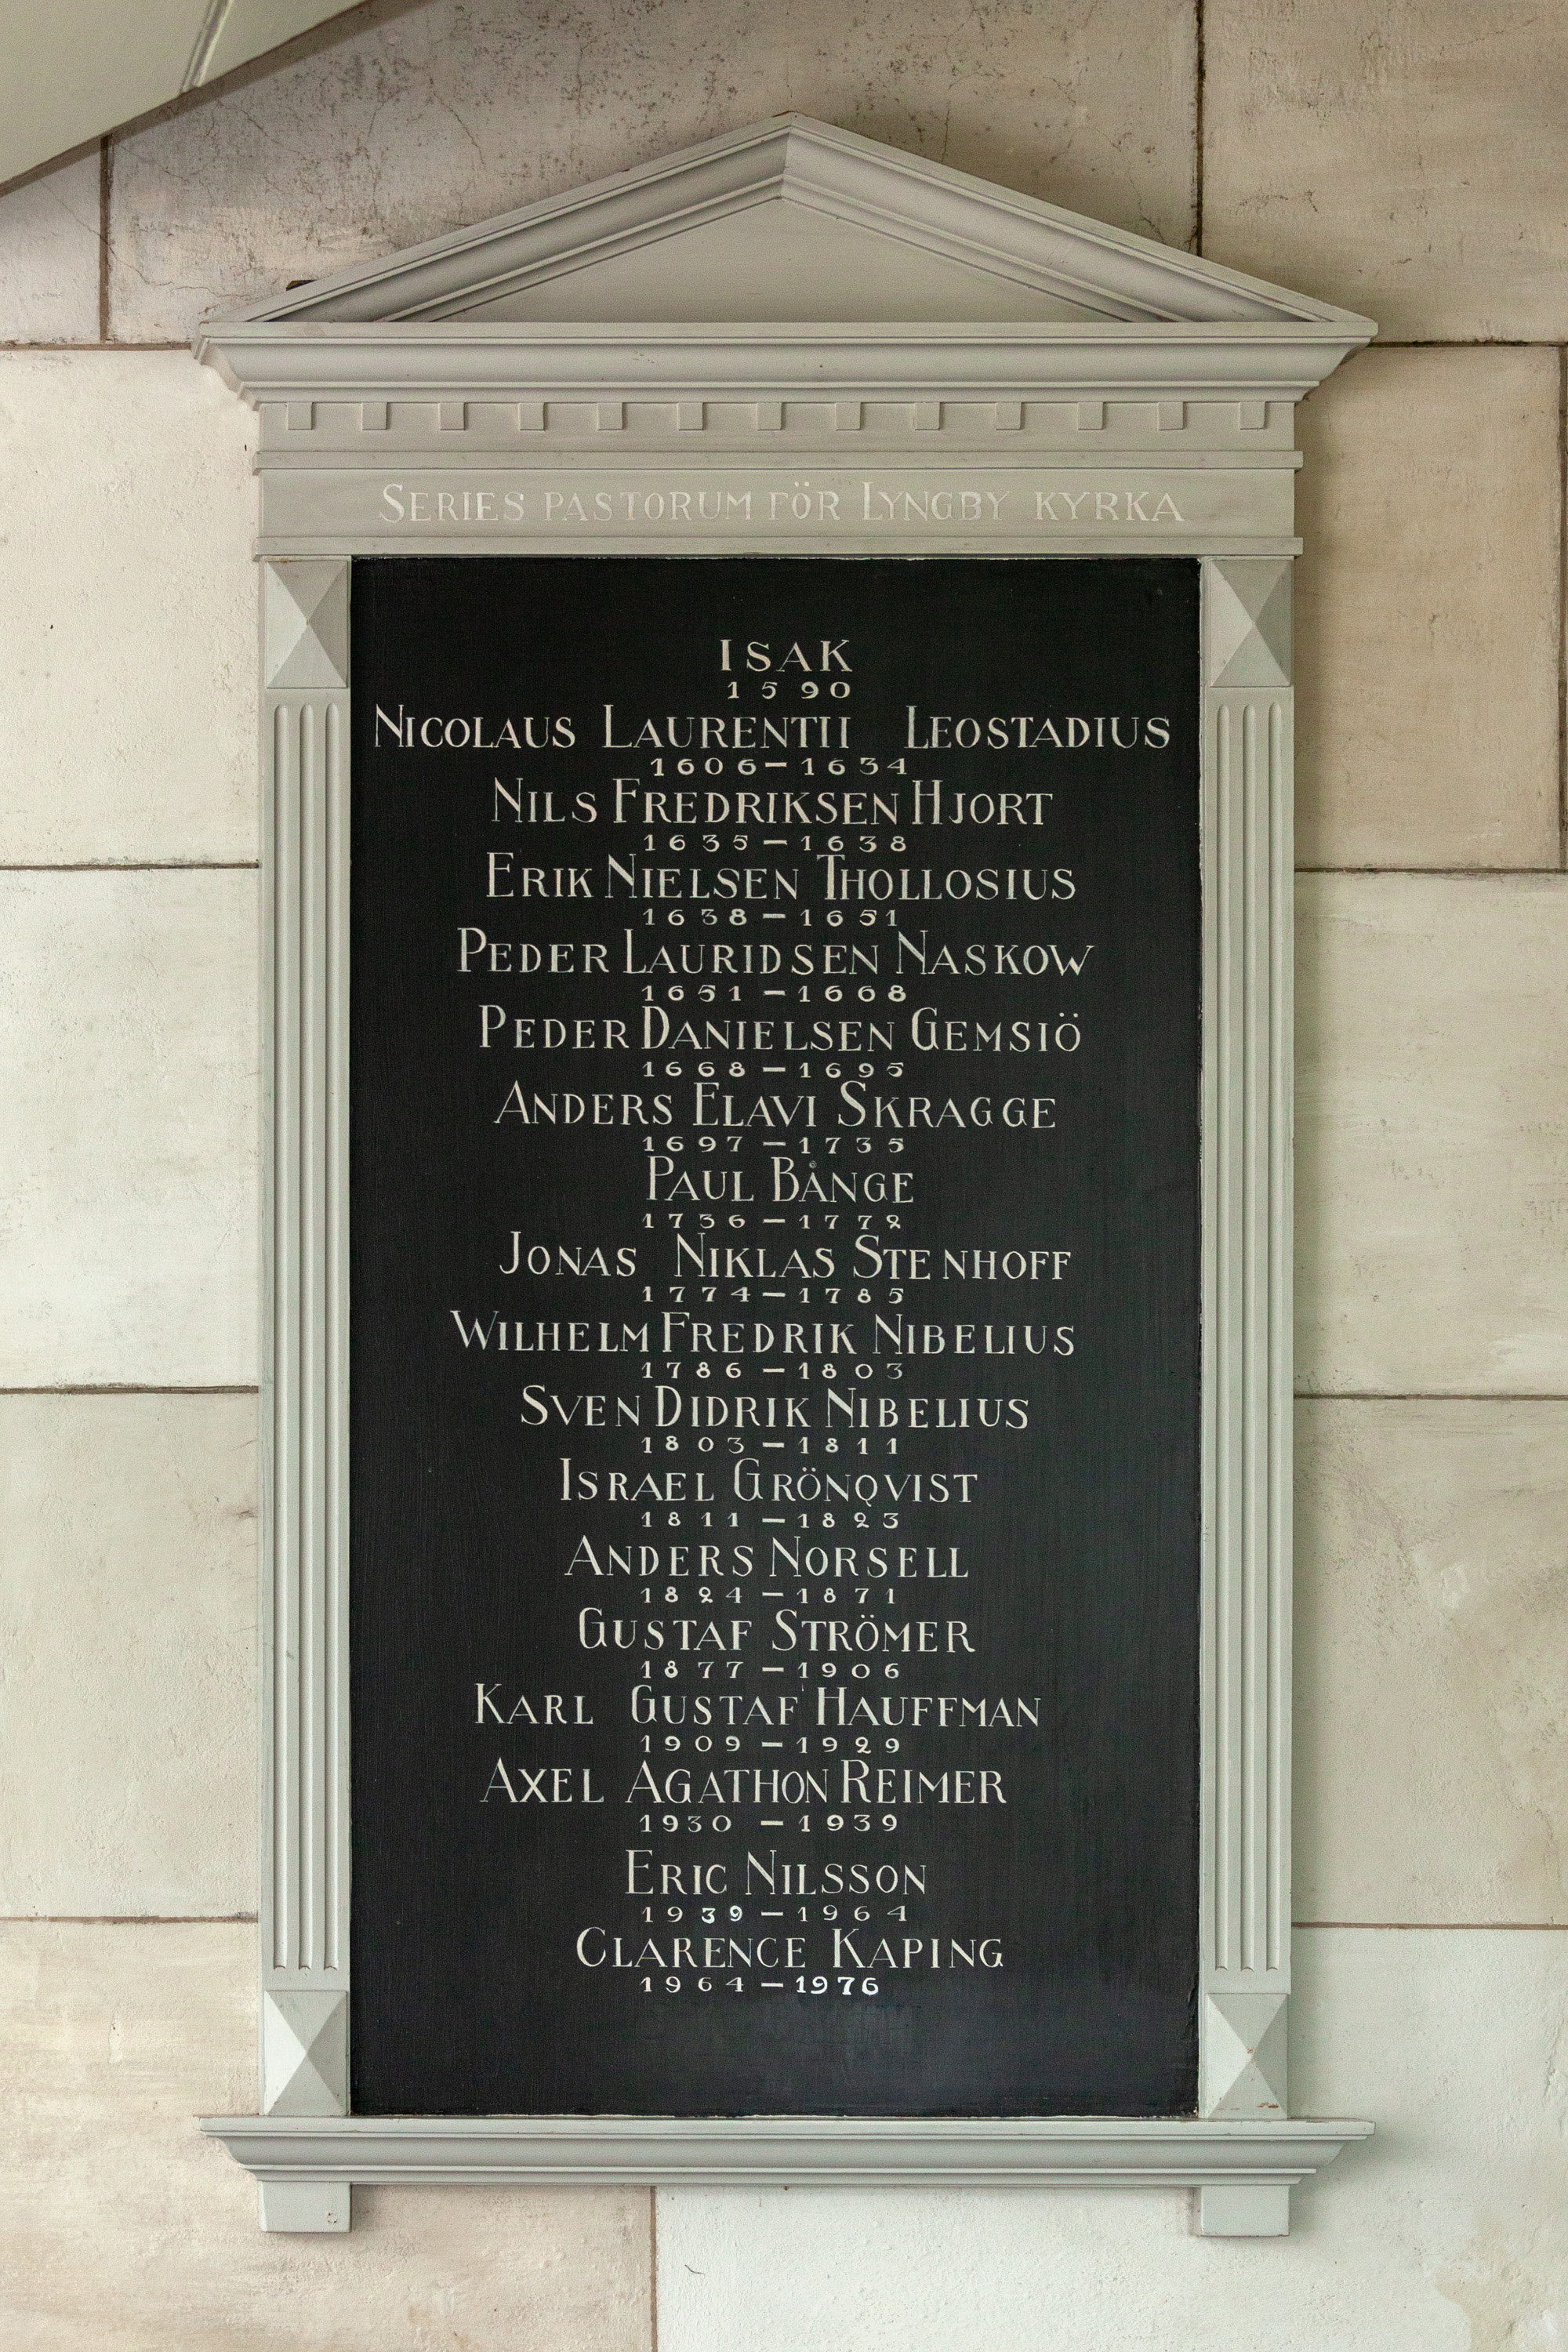 SERIES PASTORUM FÖR LYNGBY KYRKA
ISAK
1590
NICOLAUS LAURENTII LEOSTADIUS
1606–1634
NILS FREDRIKSEN HJORT
1635–1638
ERIK NIELSEN THOLLOSIUS
1638–1651
PEDER LAURIDSEN NASKOW
1651–1668
PEDER DANIELSEN GEMSIÖ
1668–1695
ANDERS ELAVI SKRAGGE
1697–1735
PAUL BÅNGE
1736–1772
JONAS NIKLAS STENHOFF
1774–1785
WILHELM FREDRIK NIBELIUS
1786–1803
SVEN DIDRIK NIBELIUS
1803–1811
ISRAEL GRÖNQVIST
1811–1823
ANDERS NORSELL
1824–1871
GUSTAF STRÖMER
1877–1906
KARL GUSTAF HAUFFMAN
1909–1929
AXEL AGATHON REIMER
1930–1939
ERIC NILSSON
1939–1964
CLARENCE KAPING
1964–1976